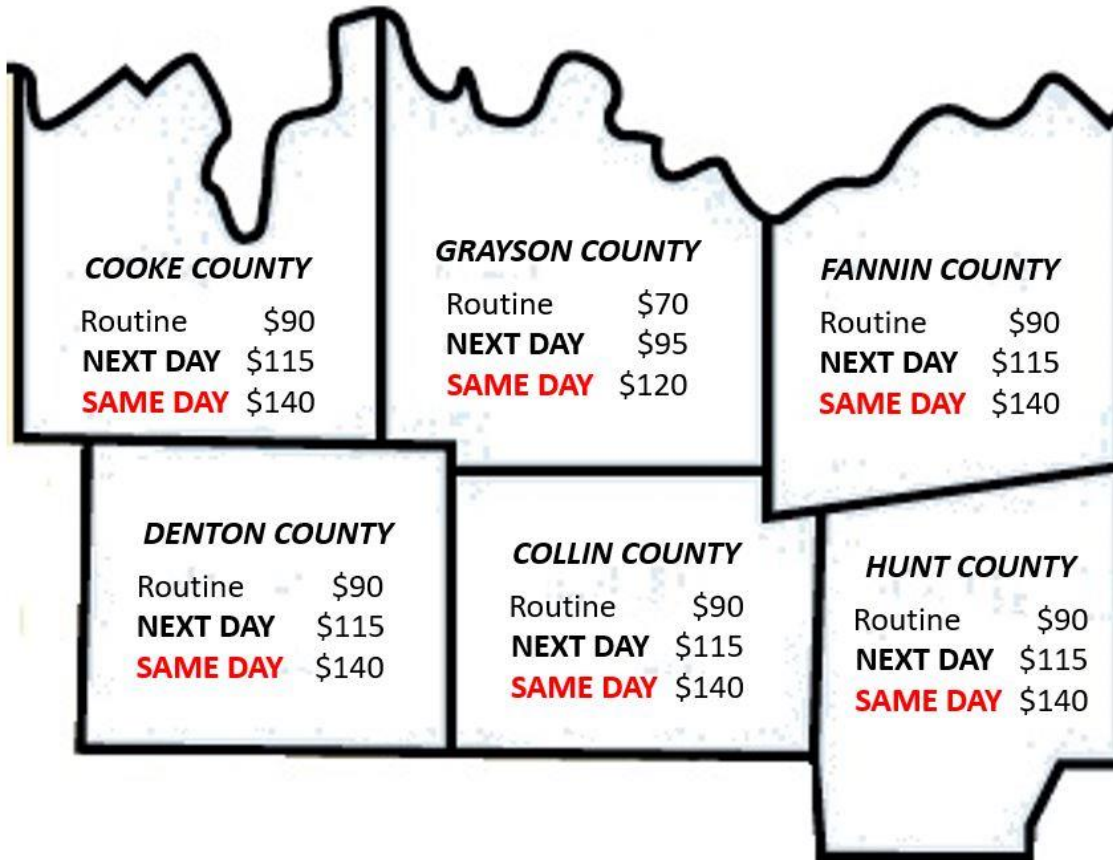 COOKE COUNTY
Routine $90
NEXT DAY $115
SAME DAY $140
GRAYSON COUNTY
Routine $70
NEXT DAY $95
SAME DAY $120
FANNIN COUNTY
Routine $90
NEXT DAY $115
SAME DAY $140
DENTON COUNTY
Routine $90
NEXT DAY $115
SAME DAY $140
COLLIN COUNTY
Routine $90
NEXT DAY $115
SAME DAY $140
HUNT COUNTY
Routine $90
NEXT DAY $115
SAME DAY $140